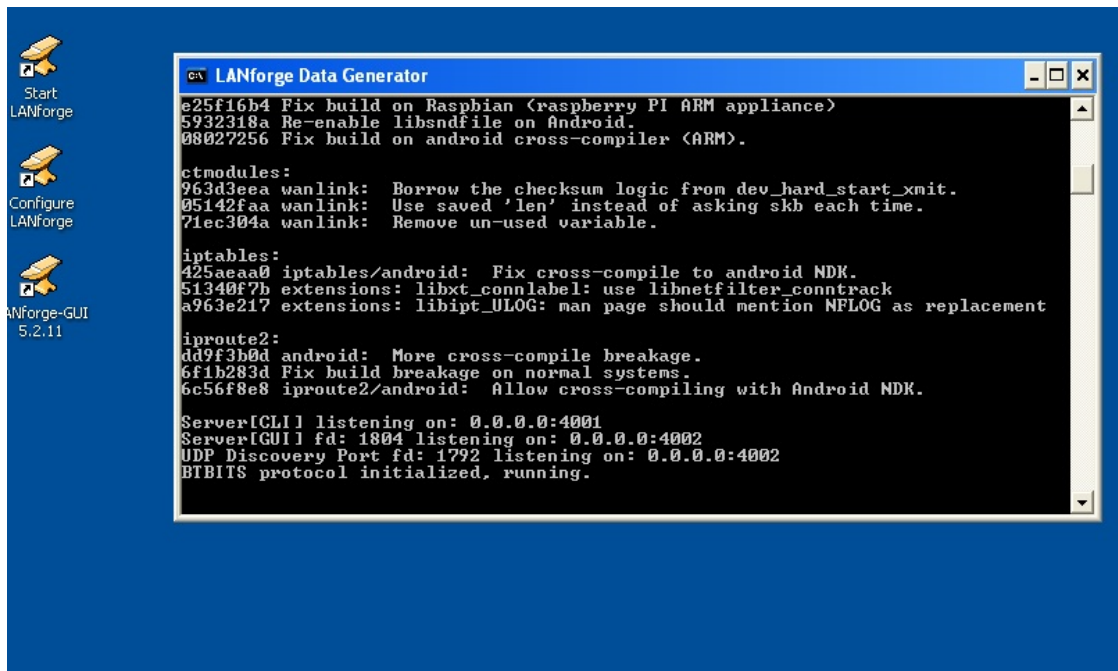 Start
LANforge
Configure
LANforge
ANforge-GUI
5.2.11
LANforge Data Generator
e25f16b4 Fix build on Raspbian (raspberry PI ARM appliance)
5932318a Re-enable libsndfile on Android.
08027256 Fix build on android cross-compiler (ARM).
ctmodules:
963d3eea wanlink:  Borrow the checksum logic from dev_hard_start_xmit.
05142faa wanlink:  Use saved 'len' instead of asking skb each time.
71ec304a wanlink:  Remove un-used variable.
iptables:
425aeaa0 iptables/android:  Fix cross-compile to android NDK.
51340f7b extensions: libxt_connlabel: use libnetfilter_conntrack
a963e217 extensions: libipt_ULOG: man page should mention NFLOG as replacement
iproute2:
dd9f3b0d android:  More cross-compile breakage.
6f1b283d Fix build breakage on normal systems.
6c56f8e8 iproute2/android:  Allow cross-compiling with Android NDK.
Server[CLI] listening on: 0.0.0.0:4001
Server[GUI] fd: 1804 listening on: 0.0.0.0:4002
UDP Discovery Port fd: 1792 listening on: 0.0.0.0:4002
BTBITS protocol initialized, running.